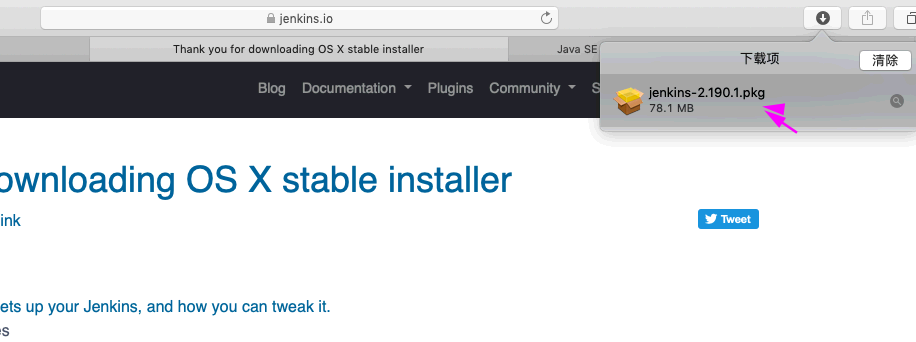 jenkins.io
Thank you for downloading OS X stable installer
Java SE
下载项
清除
jenkins-2.190.1.pkg
78.1 MB
Blog Documentation Plugins Community S
ownloading OS X stable installer
ink
Tweet
ets up your Jenkins, and how you can tweak it.
es